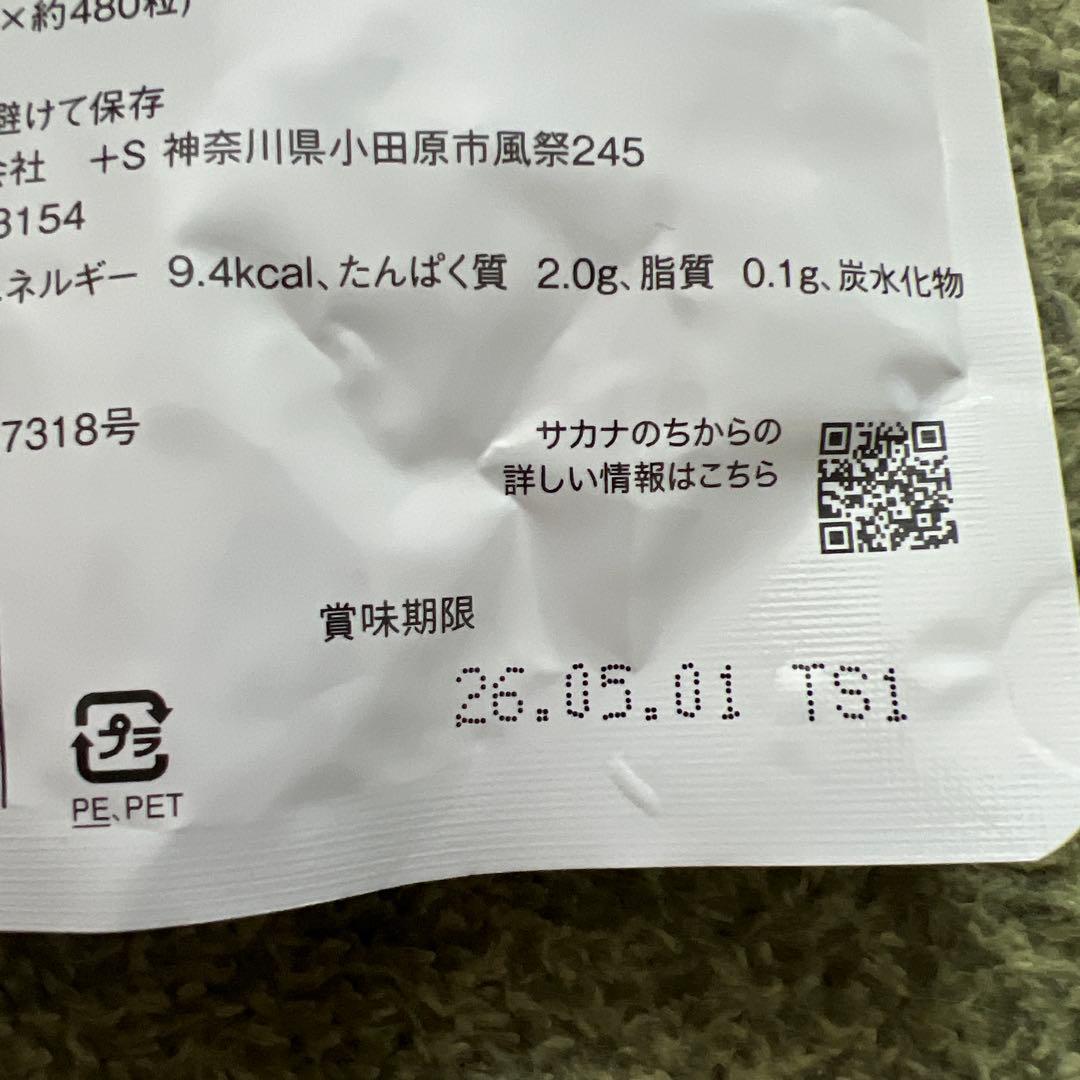 ×約480粒)
避けて保存
会社 +S 神奈川県小田原市風祭245
3154
ネルギー 9.4kcal、たんぱく質 2.0g、脂質 0.1g、炭水化物
7318号
サカナのちからの
詳しい情報はこちら
賞味期限
26.05.01 TS1
プラ
PE、PET